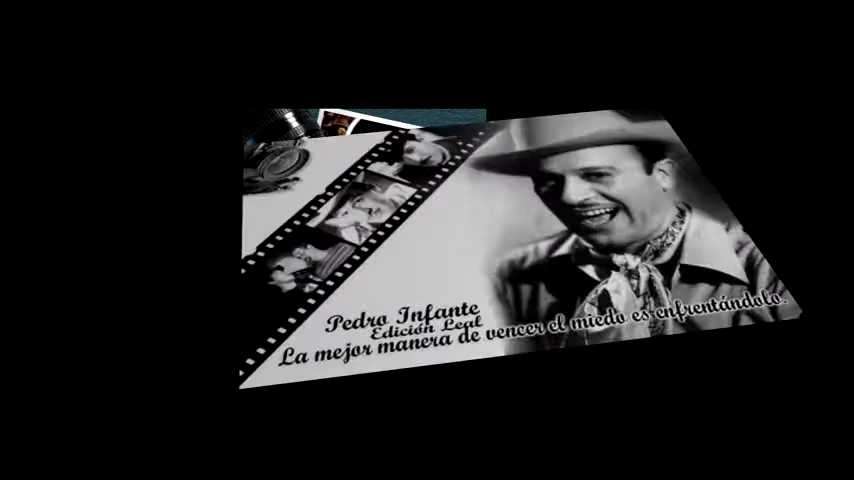 Pedro Infante
Edición Leal
La mejor manera de vencer el miedo es enfrentándolo.